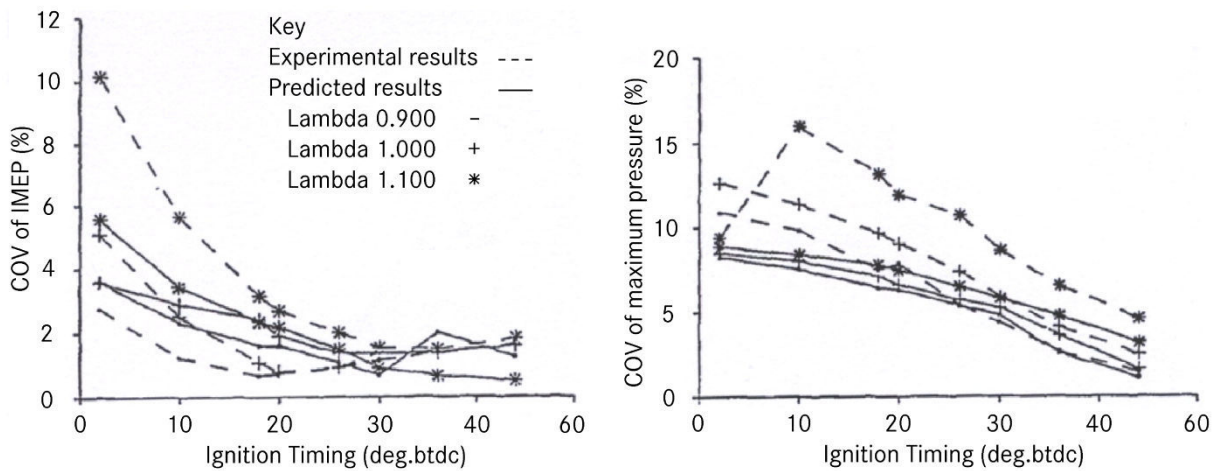 Key
Experimental results ---
Predicted results —
Lambda 0.900 -
Lambda 1.000 +
Lambda 1.100 *
COV of IMEP (%)
12
10
8
6
4
2
0
0 10 20 30 40 50 60
Ignition Timing (deg.btdc)
COV of maximum pressure (%)
20
15
10
5
0
0 10 20 30 40 50 60
Ignition Timing (deg.btdc)